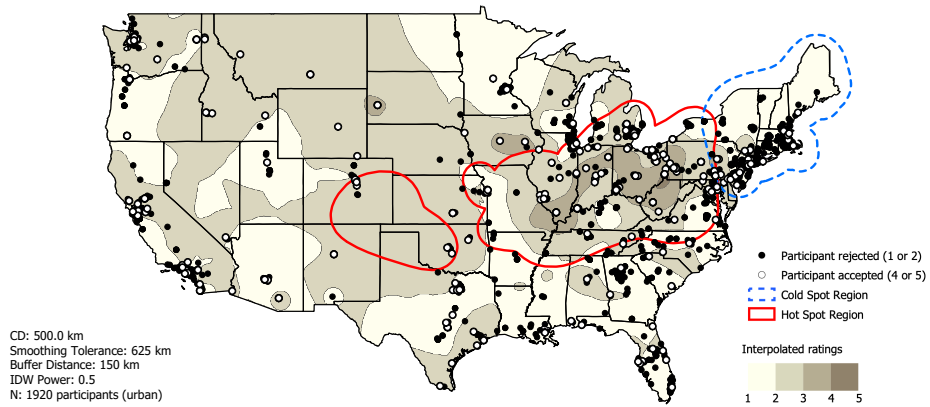 Participant rejected (1 or 2)
Participant accepted (4 or 5)
Cold Spot Region
Hot Spot Region
CD: 500.0 km
Smoothing Tolerance: 625 km
Buffer Distance: 150 km
IDW Power: 0.5
N: 1920 participants (urban)
Interpolated ratings
1 2 3 4 5